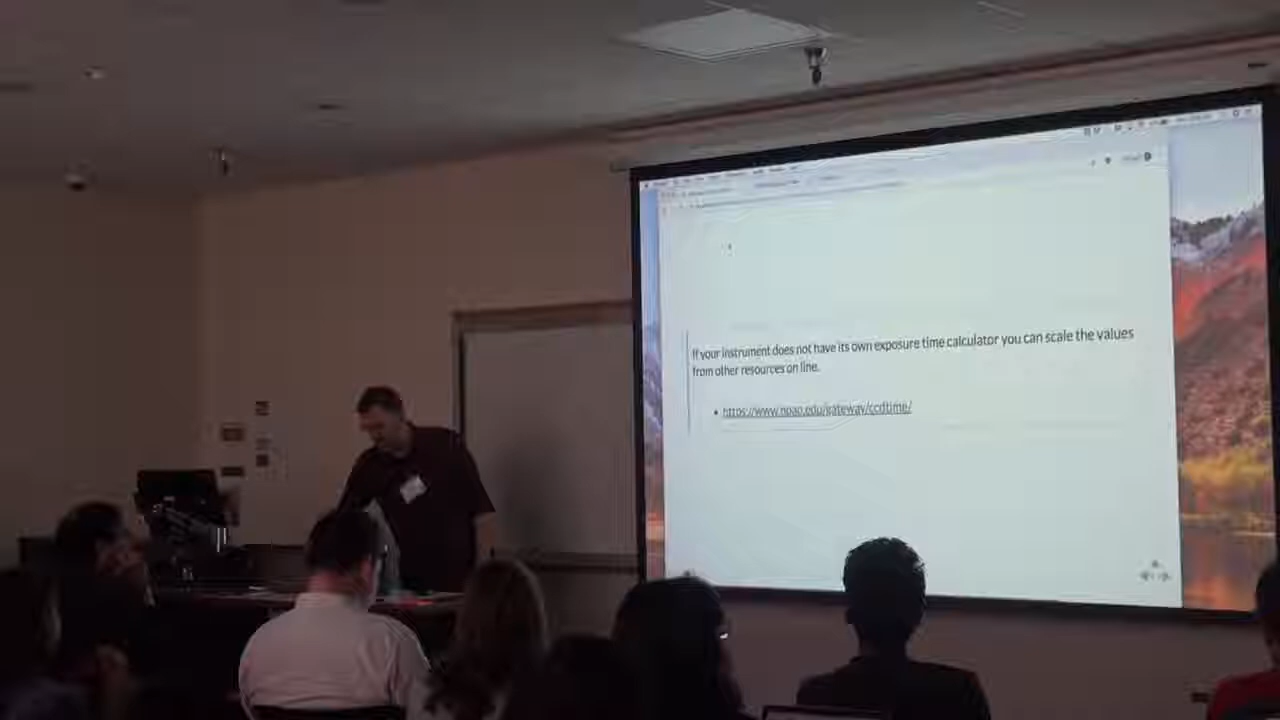 If your instrument does not have its own exposure time calculator you can scale the values
from other resources on line.
https://www.noao.edu/gateway/ccdtime/